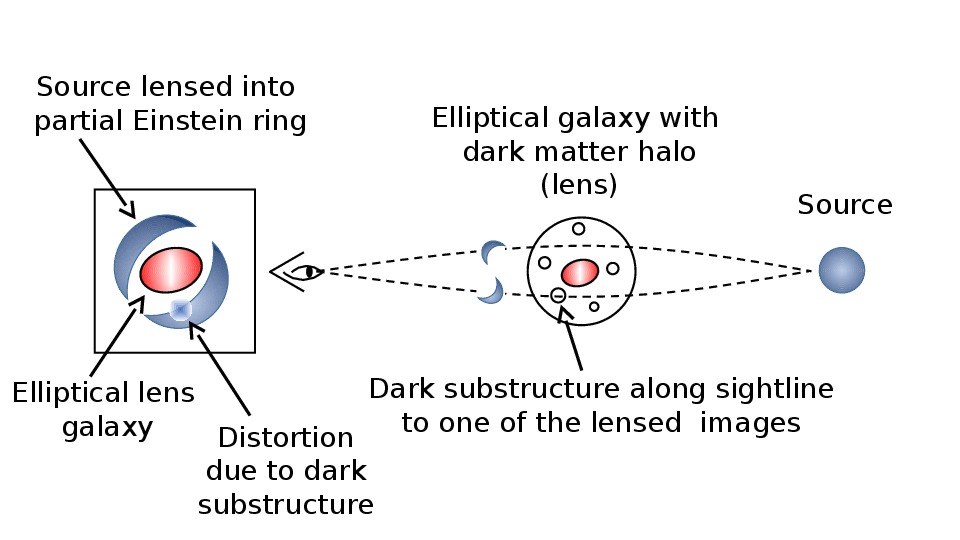 Source lensed into
partial Einstein ring
Elliptical galaxy with
dark matter halo
(lens)
Source
Elliptical lens
galaxy
Distortion
due to dark
substructure
Dark substructure along sightline
to one of the lensed  images